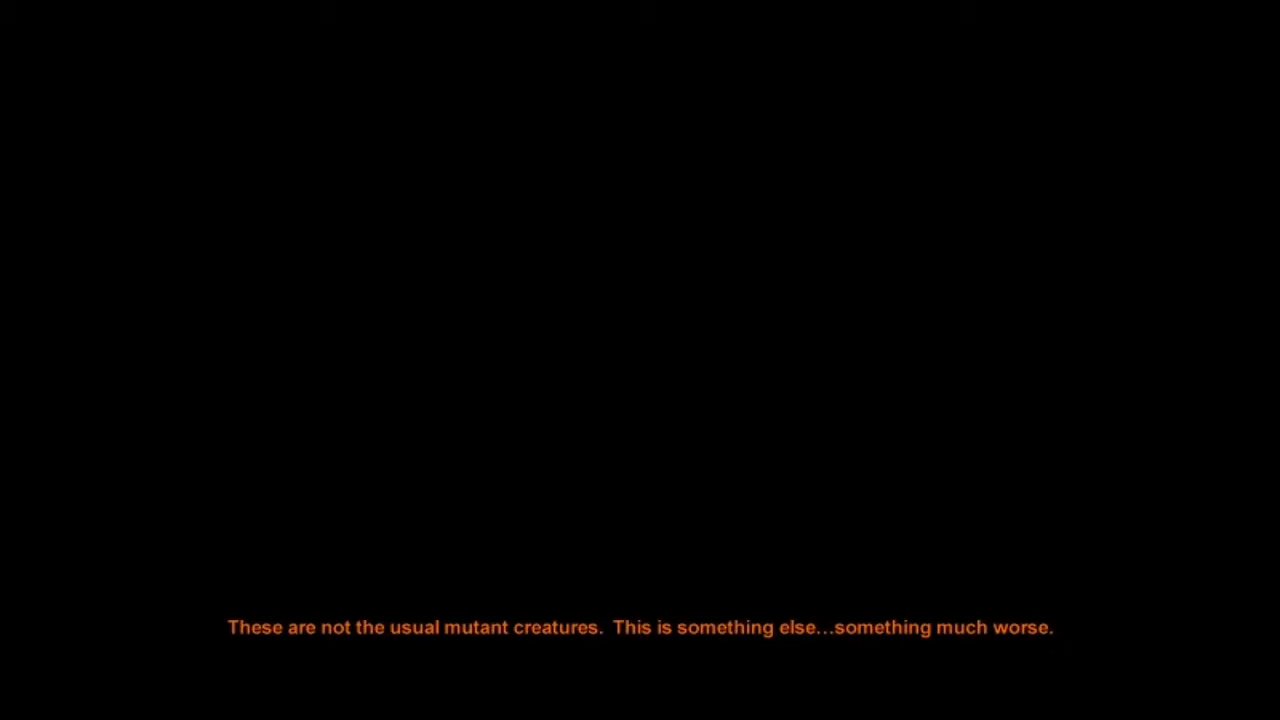 These are not the usual mutant creatures.  This is something else…something much worse.